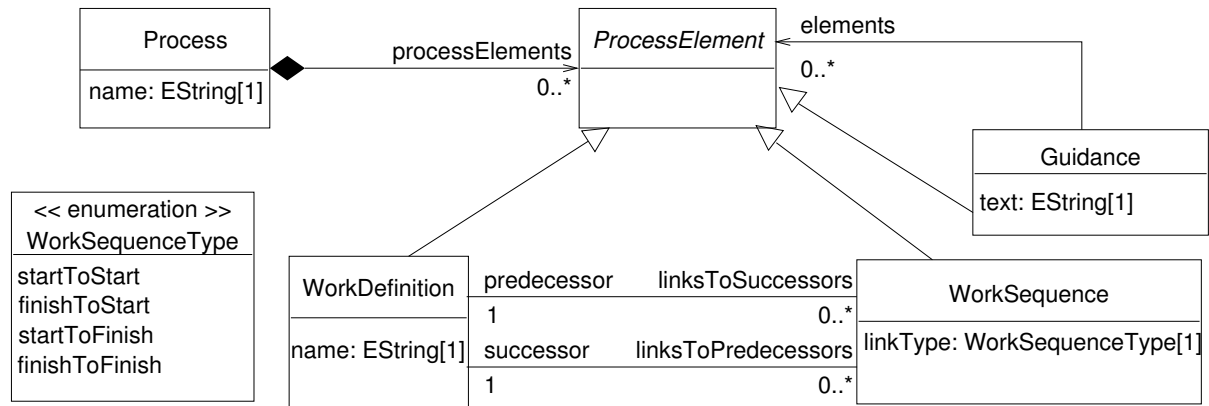 Process
name: EString[1]
processElements
0..*
ProcessElement
elements
0..*
Guidance
text: EString[1]
<< enumeration >>
WorkSequenceType
startToStart
finishToStart
startToFinish
finishToFinish
WorkDefinition
name: EString[1]
predecessor linksToSuccessors
1 0..*
successor linksToPredecessors
1 0..*
WorkSequence
linkType: WorkSequenceType[1]